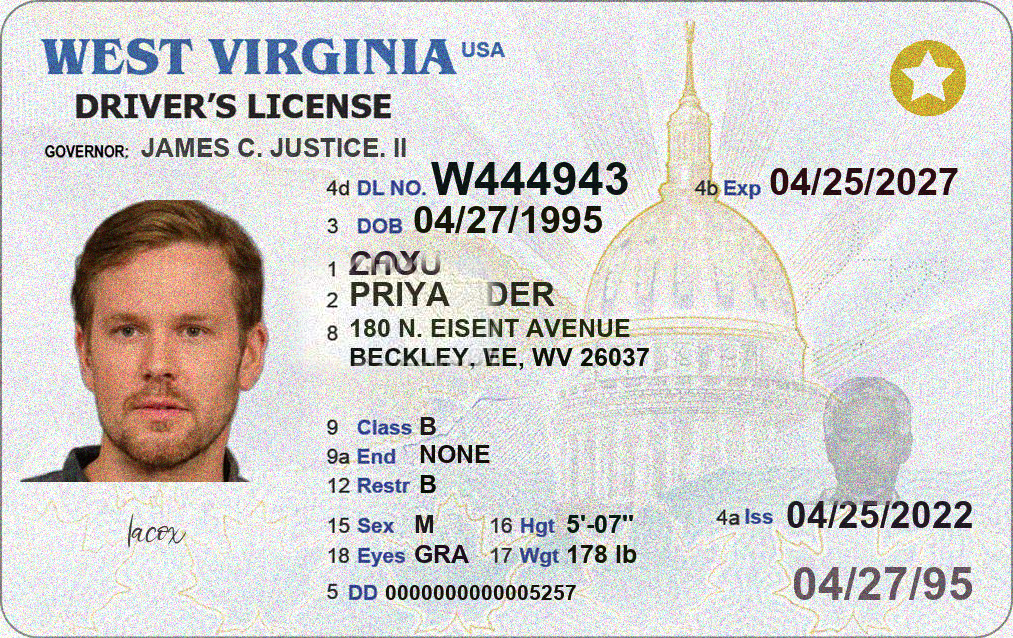 WEST VIRGINIA USA
DRIVER'S LICENSE
GOVERNOR: JAMES C. JUSTICE. II
4d DL NO. W444943 4b Exp 04/25/2027
3 DOB 04/27/1995
1
2 PRIYA DER
8 180 N. EISENT AVENUE
BECKLEY, EE, WV 26037
9 Class B
9a End NONE
12 Restr B
15 Sex M 16 Hgt 5'-07"
4a Iss 04/25/2022
18 Eyes GRA 17 Wgt 178 lb
5 DD 0000000000005257
04/27/95